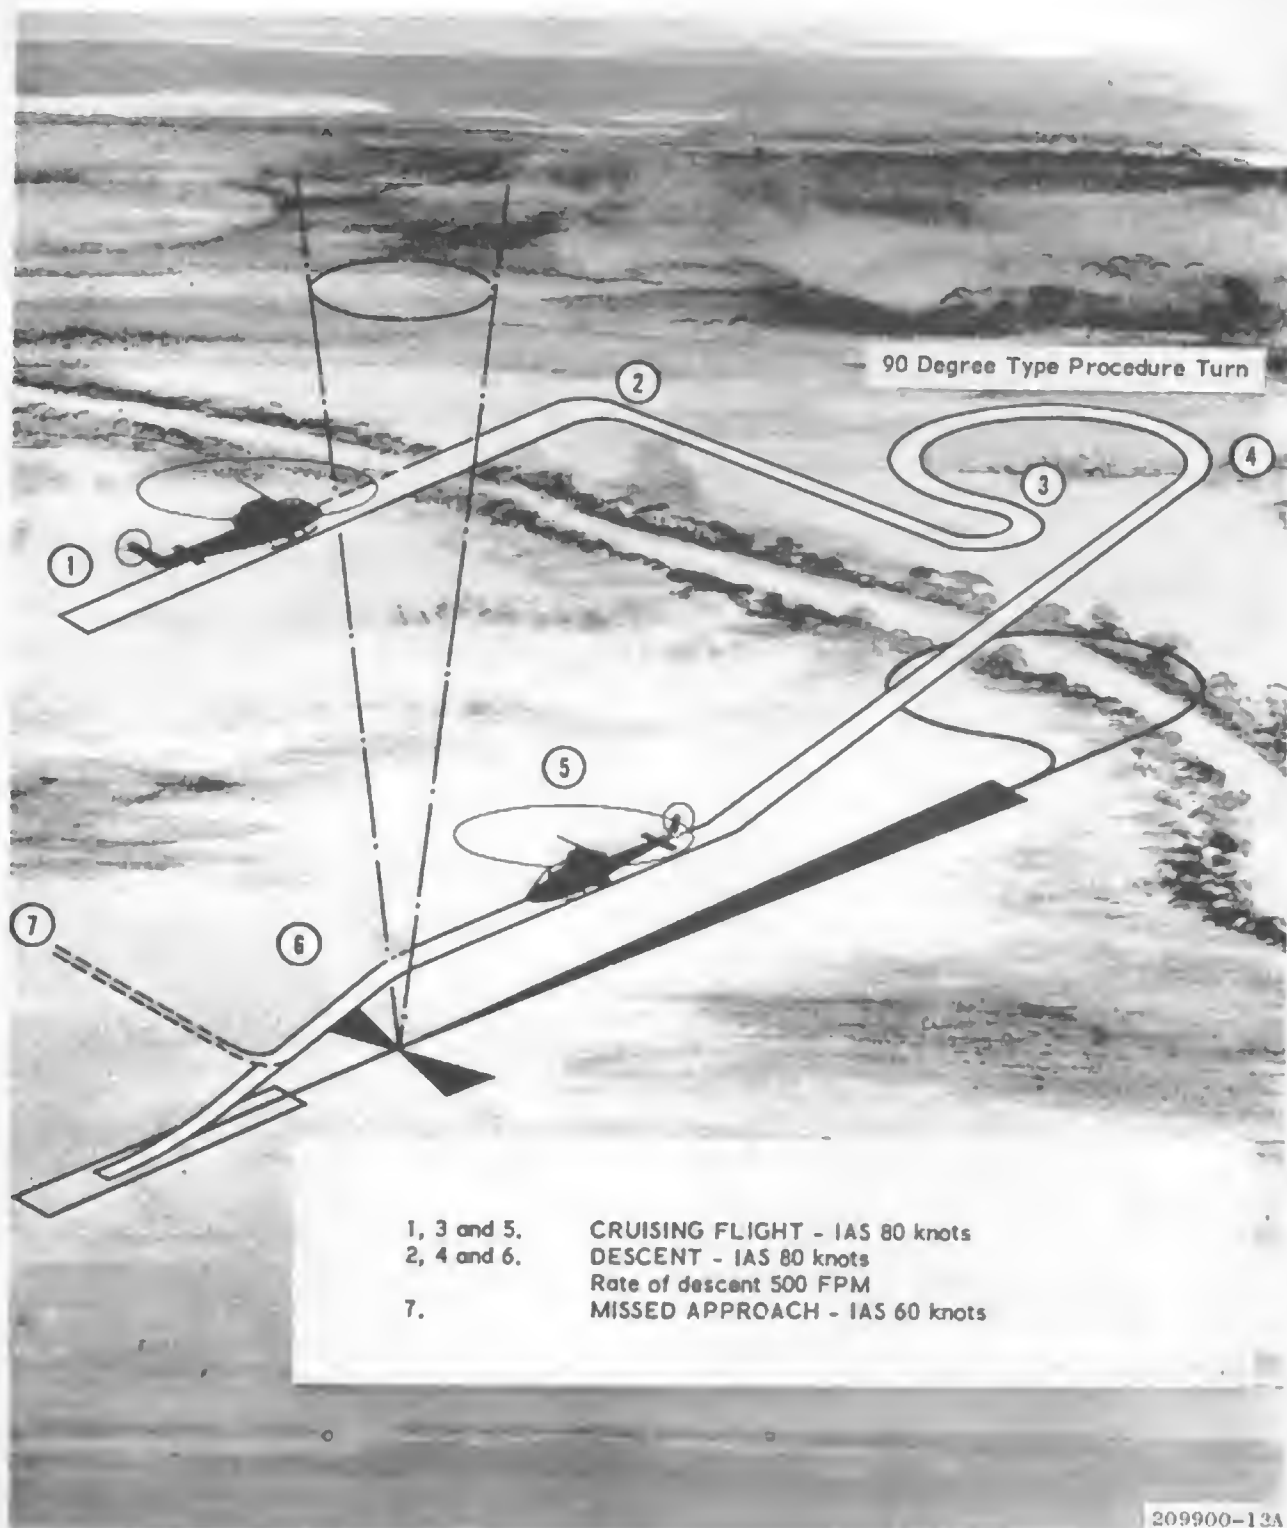 90 Degree Type Procedure Turn
2
4
3
1
5
7
6
1, 3 and 5. CRUISING FLIGHT - IAS 80 knots
2, 4 and 6. DESCENT - IAS 80 knots
Rate of descent 500 FPM
7. MISSED APPROACH - IAS 60 knots
209900-13A